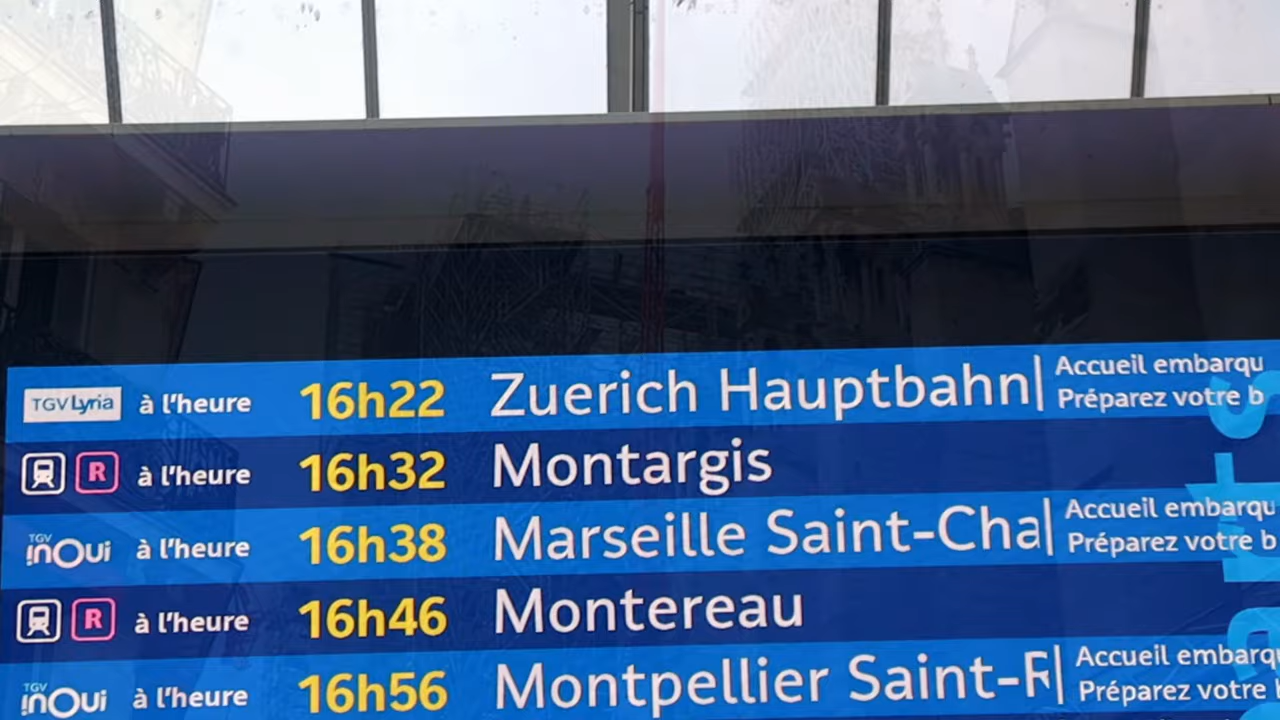 TGV Lyria à l'heure 16h22 Zuerich Hauptbahn Accueil embarqu
Préparez votre b
R à l'heure 16h32 Montargis
TGV inOui à l'heure 16h38 Marseille Saint-Cha Accueil embarqu
Préparez votre b
R à l'heure 16h46 Montereau
TGV inOui à l'heure 16h56 Montpellier Saint-F Accueil embarq
Préparez votre